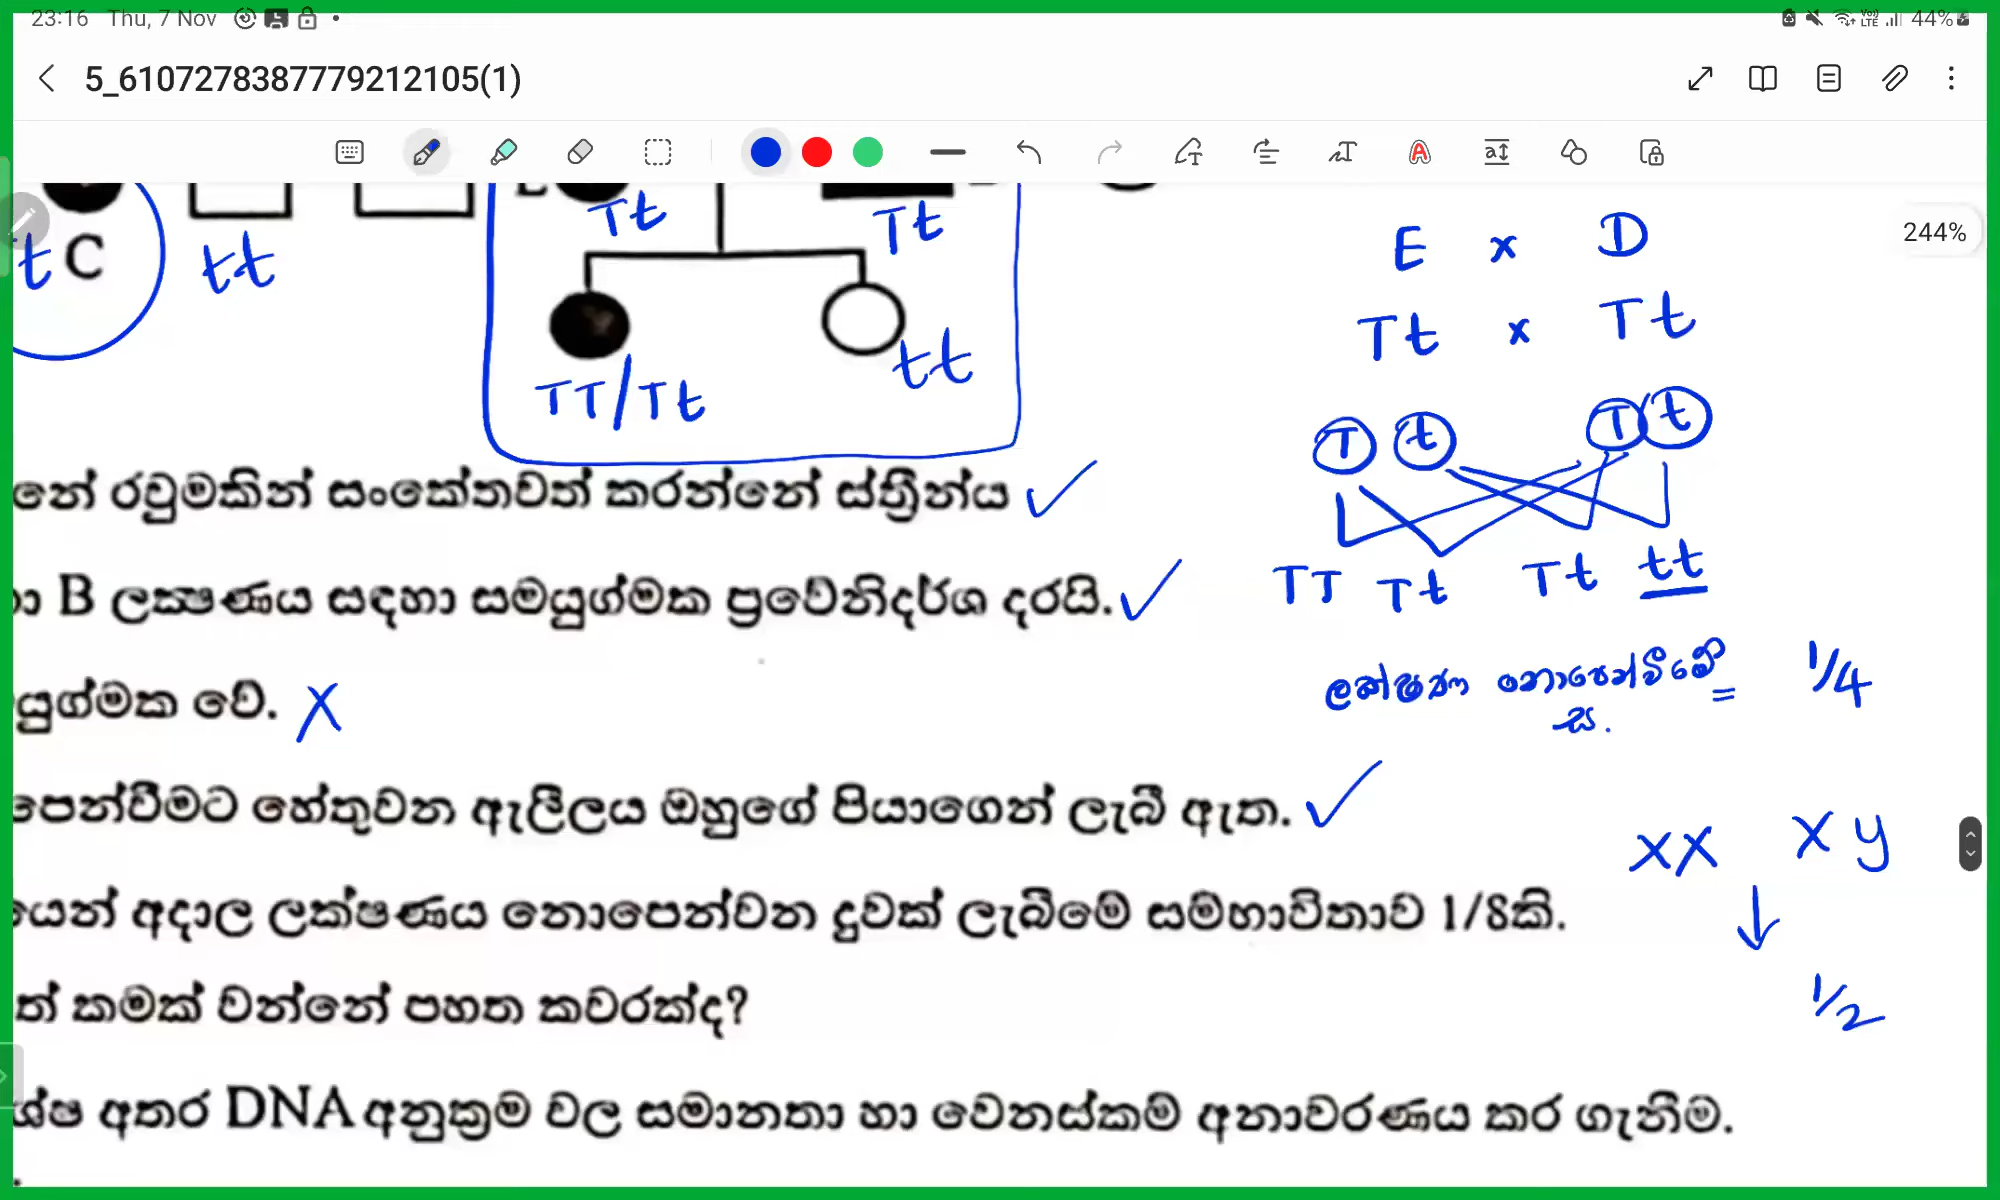 23:16 Thu, 7 Nov
44%
5_6107278387779212105(1)
244%
E
Tt
Tt
t C
tt
TT/Tt
tt
E x D
Tt x Tt
T t T t
TT Tt Tt tt
ලක්ෂණ නොපෙන්වීමේ
ස. = 1/4
xx xy
1/2
නේ රවුමකින් සංකේතවත් කරන්නේ ස්ත්‍රීන්ය
B ලක්‍ෂණය සඳහා සමයුග්මක ප්‍රවේනිදර්ශ දරයි.
යුග්මක වේ. X
පෙන්වීමට හේතුවන ඇලීලය ඔහුගේ පියාගෙන් ලැබී ඇත.
යෙන් අදාල ලක්ෂණය නොපෙන්වන දුවක් ලැබීමේ සම්භාවිතාව 1/8කි.
ත් කමක් වන්නේ පහත කවරක්ද?
ශ්ෂ අතර DNA අනුක්‍රම වල සමානතා හා වෙනස්කම් අනාවරණය කර ගැනීම.